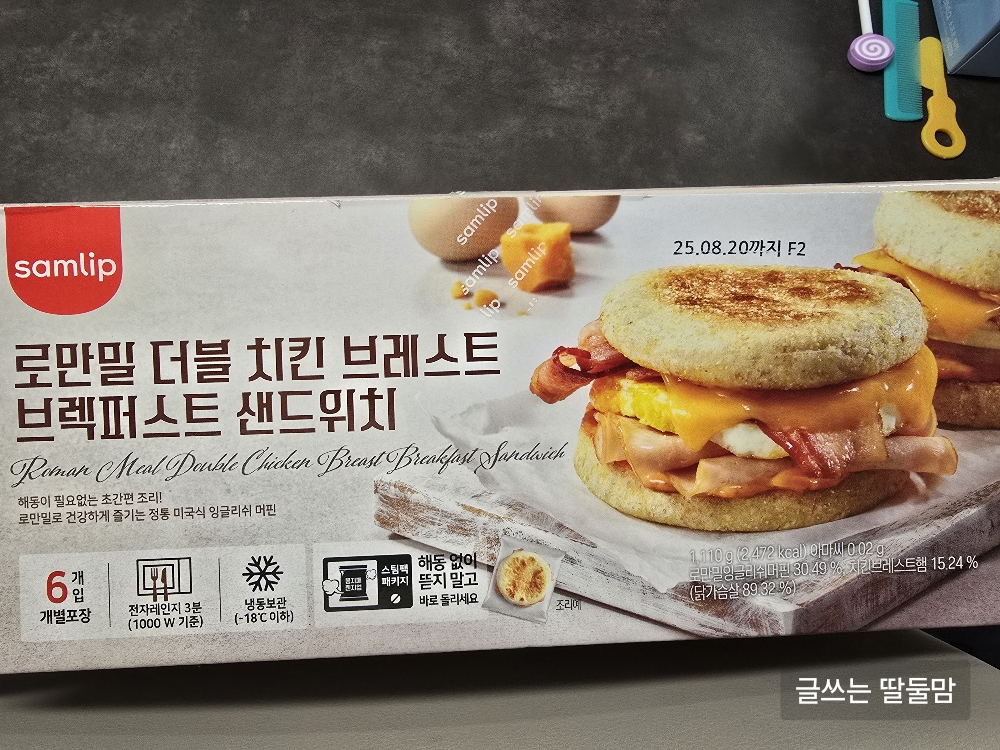 samlip
samlip
samlip
samlip
samlip
25.08.20까지 F2
로만밀 더블 치킨 브레스트
브렉퍼스트 샌드위치
Roman Meal Double Chicken Breast Breakfast Sandwich
해동이 필요없는 초간편 조리!
로만밀로 건강하게 즐기는 정통 미국식 잉글리쉬 머핀
6개입
개별포장
전자레인지 3분
(1000 W 기준)
냉동보관
(-18℃ 이하)
스팀팩
패키지
해동 없이
뜯지 말고
바로 돌리세요
조리예
1,110 g (2,472 kcal) 아마씨 0.02 g
로만밀잉글리쉬머핀 30.49 %, 치킨브레스트햄 15.24 %
(닭가슴살 89.32 %)
글쓰는 딸둘맘